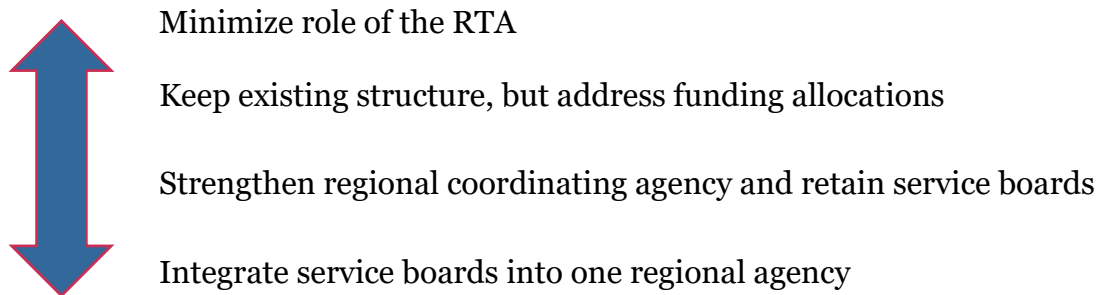 Minimize role of the RTA
Keep existing structure, but address funding allocations
Strengthen regional coordinating agency and retain service boards
Integrate service boards into one regional agency